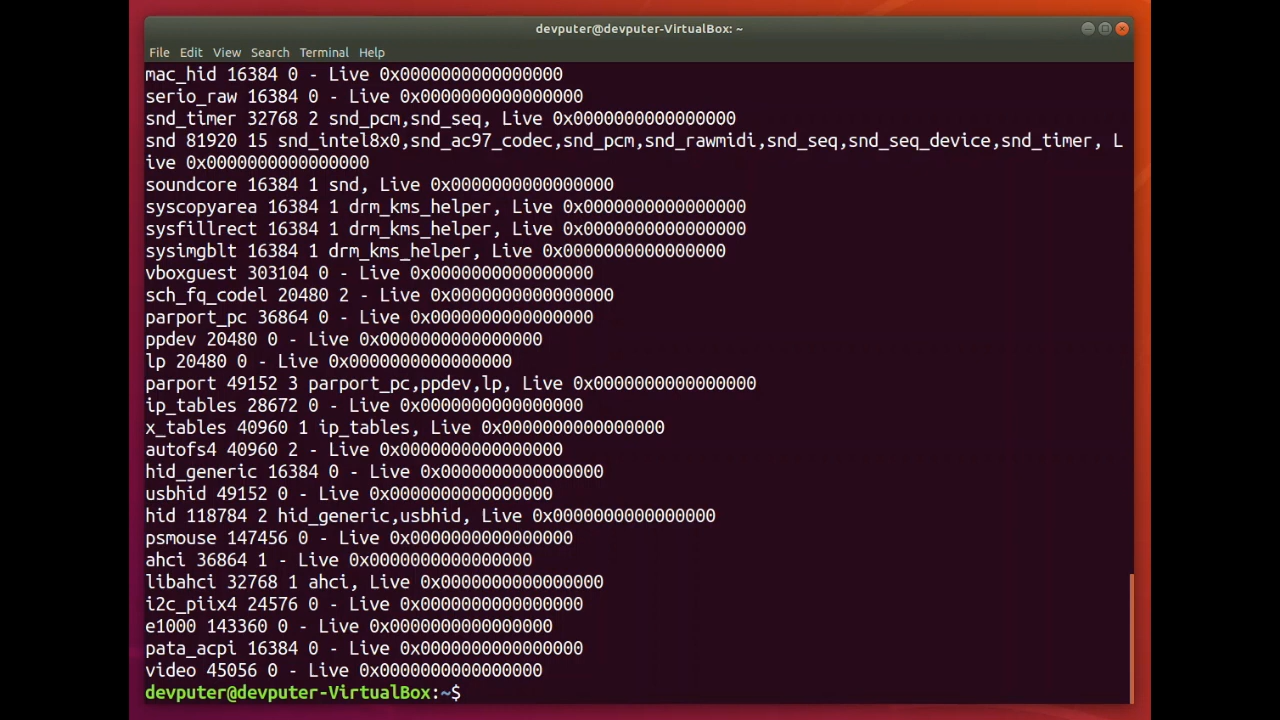 devputer@devputer-VirtualBox: ~
File Edit View Search Terminal Help
mac_hid 16384 0 - Live 0x0000000000000000
serio_raw 16384 0 - Live 0x0000000000000000
snd_timer 32768 2 snd_pcm,snd_seq, Live 0x0000000000000000
snd 81920 15 snd_intel8x0,snd_ac97_codec,snd_pcm,snd_rawmidi,snd_seq,snd_seq_device,snd_timer, L
ive 0x0000000000000000
soundcore 16384 1 snd, Live 0x0000000000000000
syscopyarea 16384 1 drm_kms_helper, Live 0x0000000000000000
sysfillrect 16384 1 drm_kms_helper, Live 0x0000000000000000
sysimgblt 16384 1 drm_kms_helper, Live 0x0000000000000000
vboxguest 303104 0 - Live 0x0000000000000000
sch_fq_codel 20480 2 - Live 0x0000000000000000
parport_pc 36864 0 - Live 0x0000000000000000
ppdev 20480 0 - Live 0x0000000000000000
lp 20480 0 - Live 0x0000000000000000
parport 49152 3 parport_pc,ppdev,lp, Live 0x0000000000000000
ip_tables 28672 0 - Live 0x0000000000000000
x_tables 40960 1 ip_tables, Live 0x0000000000000000
autofs4 40960 2 - Live 0x0000000000000000
hid_generic 16384 0 - Live 0x0000000000000000
usbhid 49152 0 - Live 0x0000000000000000
hid 118784 2 hid_generic,usbhid, Live 0x0000000000000000
psmouse 147456 0 - Live 0x0000000000000000
ahci 36864 1 - Live 0x0000000000000000
libahci 32768 1 ahci, Live 0x0000000000000000
i2c_piix4 24576 0 - Live 0x0000000000000000
e1000 143360 0 - Live 0x0000000000000000
pata_acpi 16384 0 - Live 0x0000000000000000
video 45056 0 - Live 0x0000000000000000
devputer@devputer-VirtualBox:~$